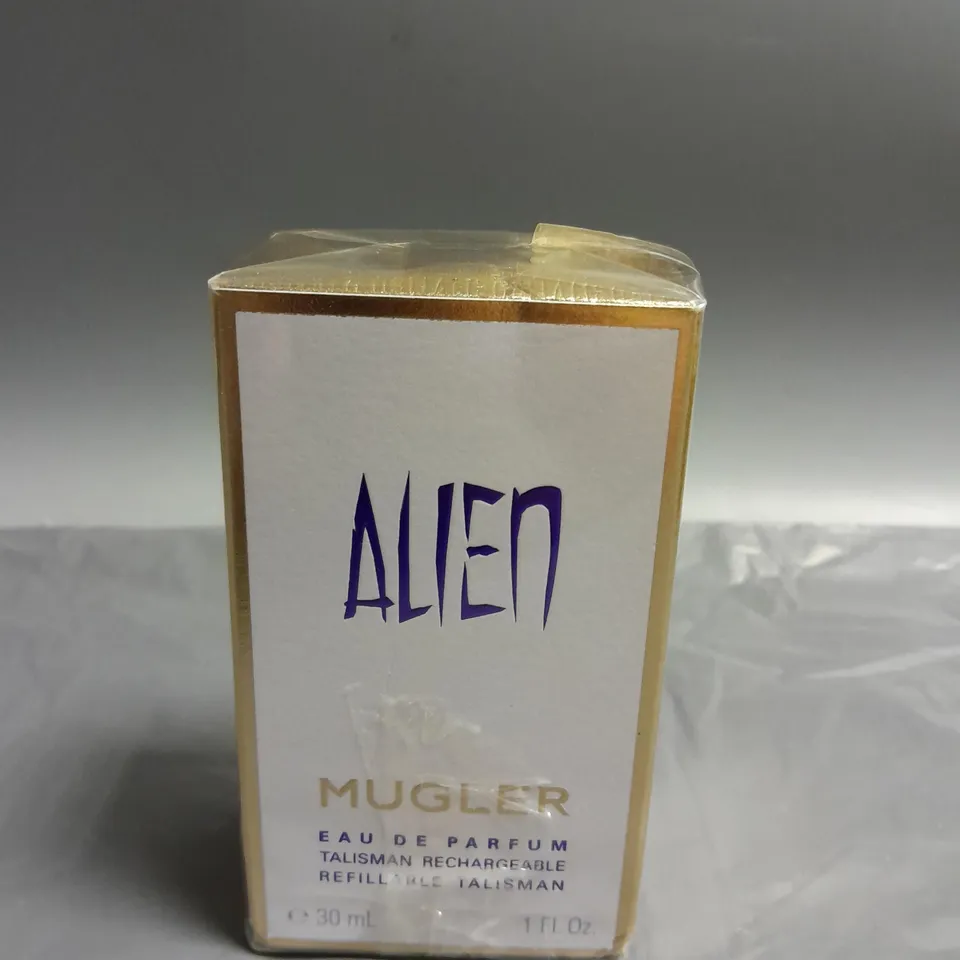 ALIEN
MUGLER
EAU DE PARFUM
TALISMAN RECHARGEABLE
REFILLABLE TALISMAN
℮ 30 mL 1 Fl. Oz.